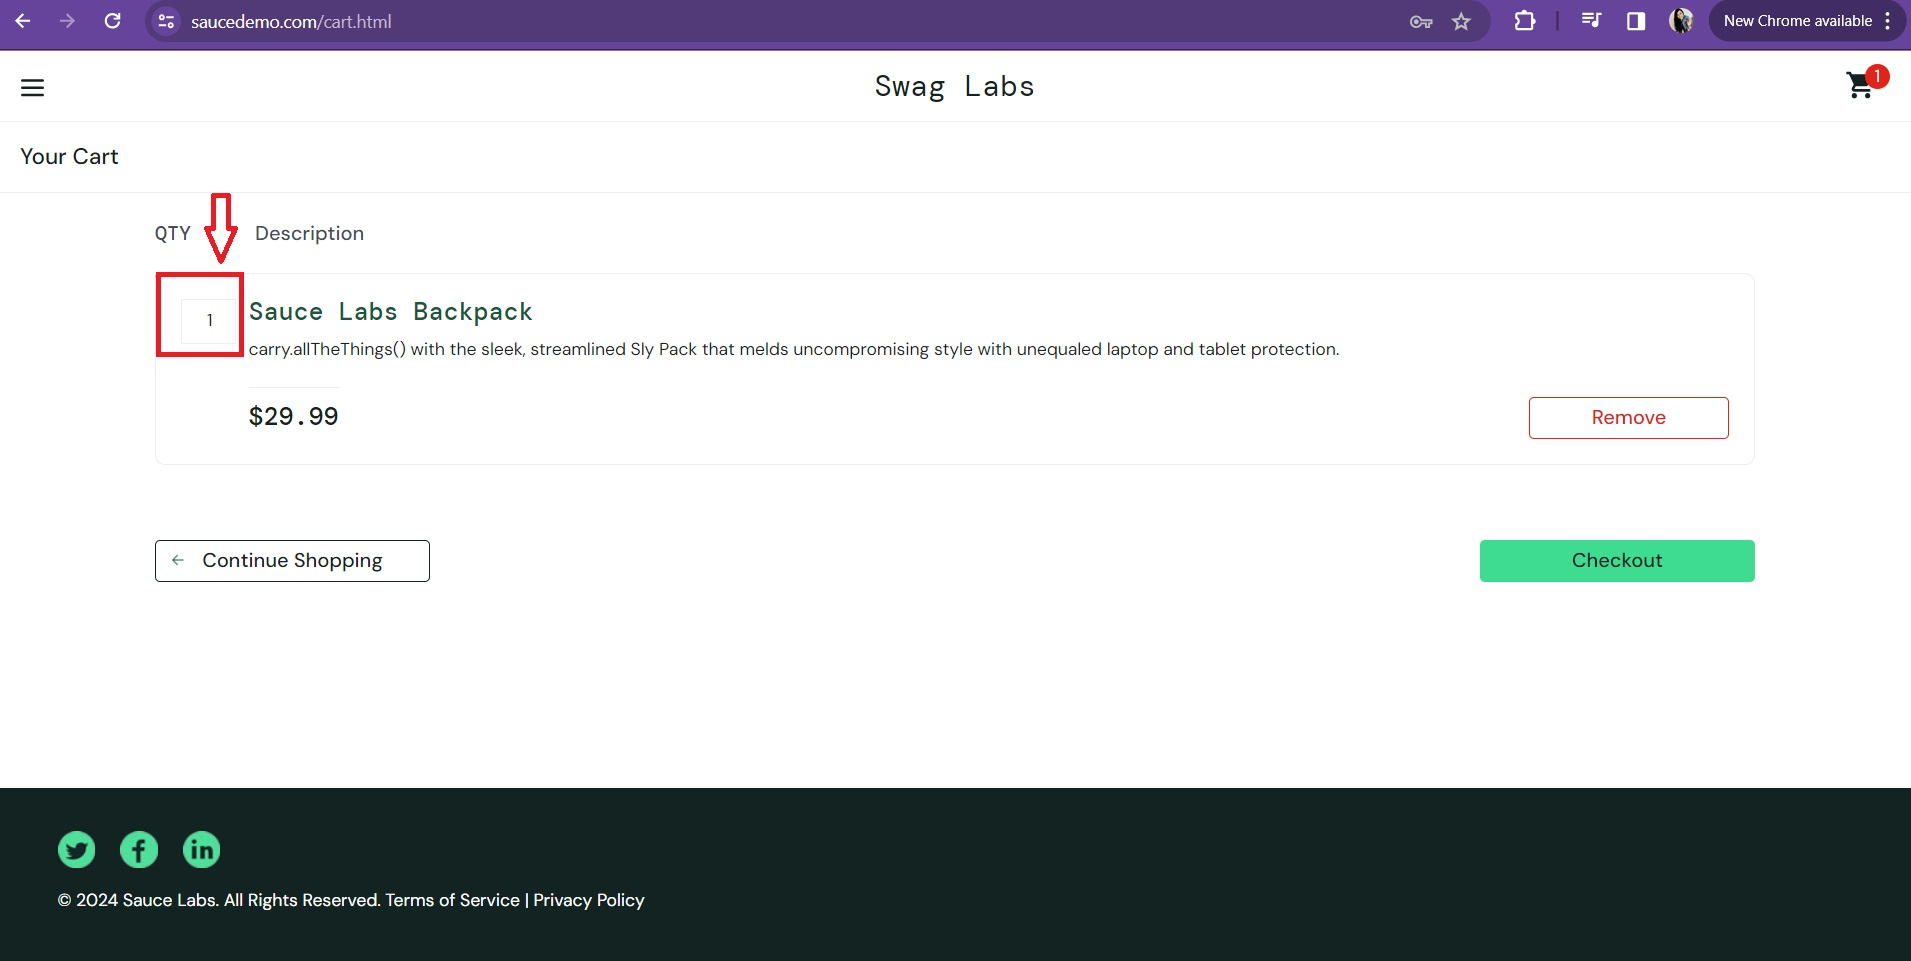 saucedemo.com/cart.html
New Chrome available
Swag Labs
1
Your Cart
QTY Description
1
Sauce Labs Backpack
carry.allTheThings() with the sleek, streamlined Sly Pack that melds uncompromising style with unequaled laptop and tablet protection.
$29.99
Remove
Continue Shopping
Checkout
© 2024 Sauce Labs. All Rights Reserved. Terms of Service | Privacy Policy